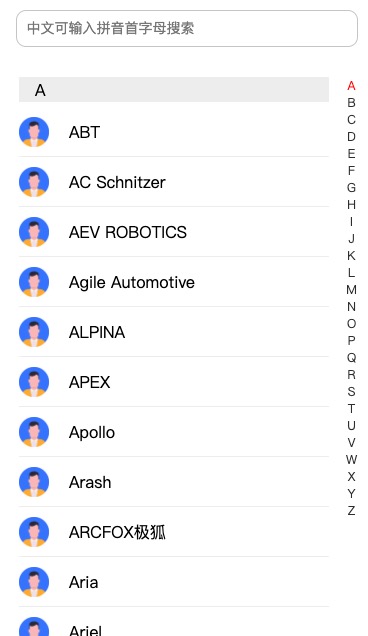 中文可输入拼音首字母搜索
A
ABT
AC Schnitzer
AEV ROBOTICS
Agile Automotive
ALPINA
APEX
Apollo
Arash
ARCFOX极狐
Aria
Ariel
A
B
C
D
E
F
G
H
I
J
K
L
M
N
O
P
Q
R
S
T
U
V
W
X
Y
Z